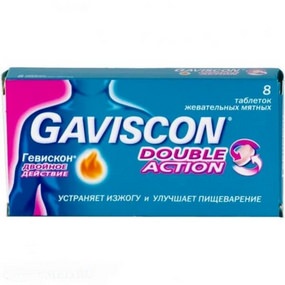 8
таблеток
жевательных мятных
GAVISCON®
Гевискон®
ДВОЙНОЕ
ДЕЙСТВИЕ
DOUBLE
ACTION
УСТРАНЯЕТ ИЗЖОГУ и УЛУЧШАЕТ ПИЩЕВАРЕНИЕ